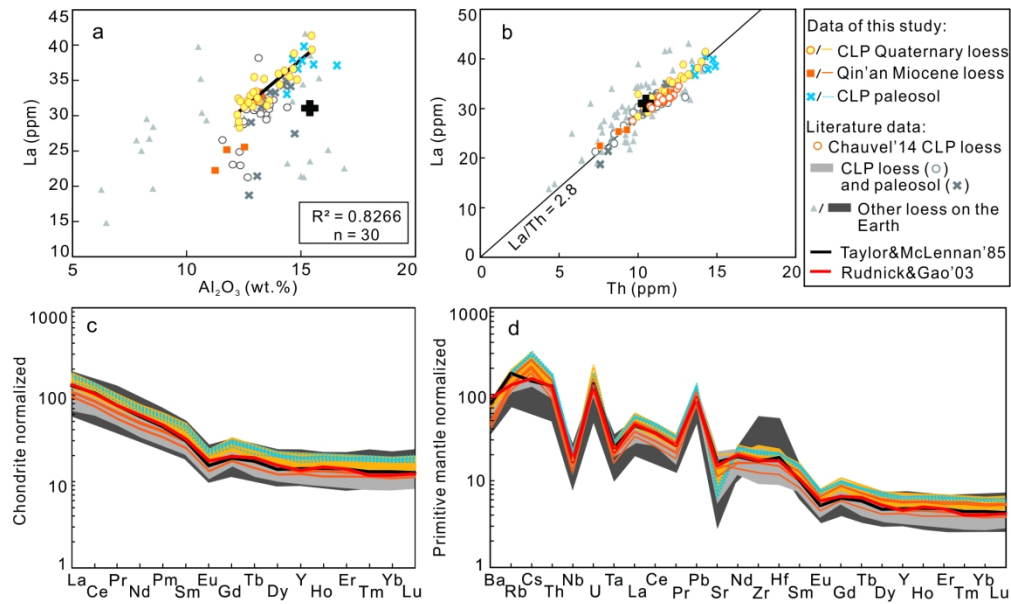 a
La (ppm)
45
40
35
30
25
20
15
10
5
10
15
20
Al₂O₃ (wt.%)
R² = 0.8266
n = 30
b
La (ppm)
50
40
30
20
10
0
0
5
10
15
20
Th (ppm)
La/Th = 2.8
Data of this study:
/ CLP Quaternary loess
/ Qin'an Miocene loess
/ CLP paleosol
Literature data:
Chauvel'14 CLP loess
CLP loess ( )
and paleosol ( )
/ Other loess on the
Earth
Taylor&McLennan'85
Rudnick&Gao'03
c
Chondrite normalized
1000
100
10
1
La Pr Pm Eu Tb Y Er Yb
Ce Nd Sm Gd Dy Ho Tm Lu
d
Primitive mantle normalized
1000
100
10
1
Ba Cs Nb Ta Ce Pb Nd Hf Eu Tb Y Er Yb
Rb Th U La Pr Sr Zr Sm Gd Dy Ho Tm Lu